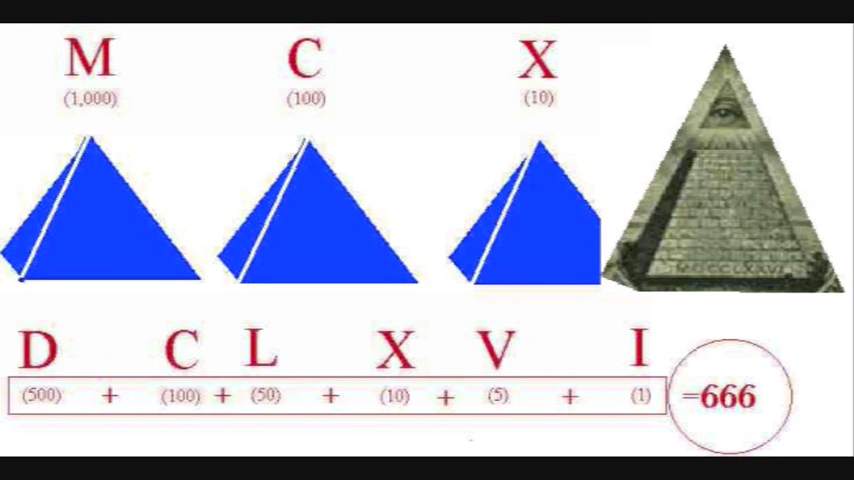 M C X
(1,000) (100) (10)
D C L X V I
(500) + (100) + (50) + (10) + (5) + (1) =666